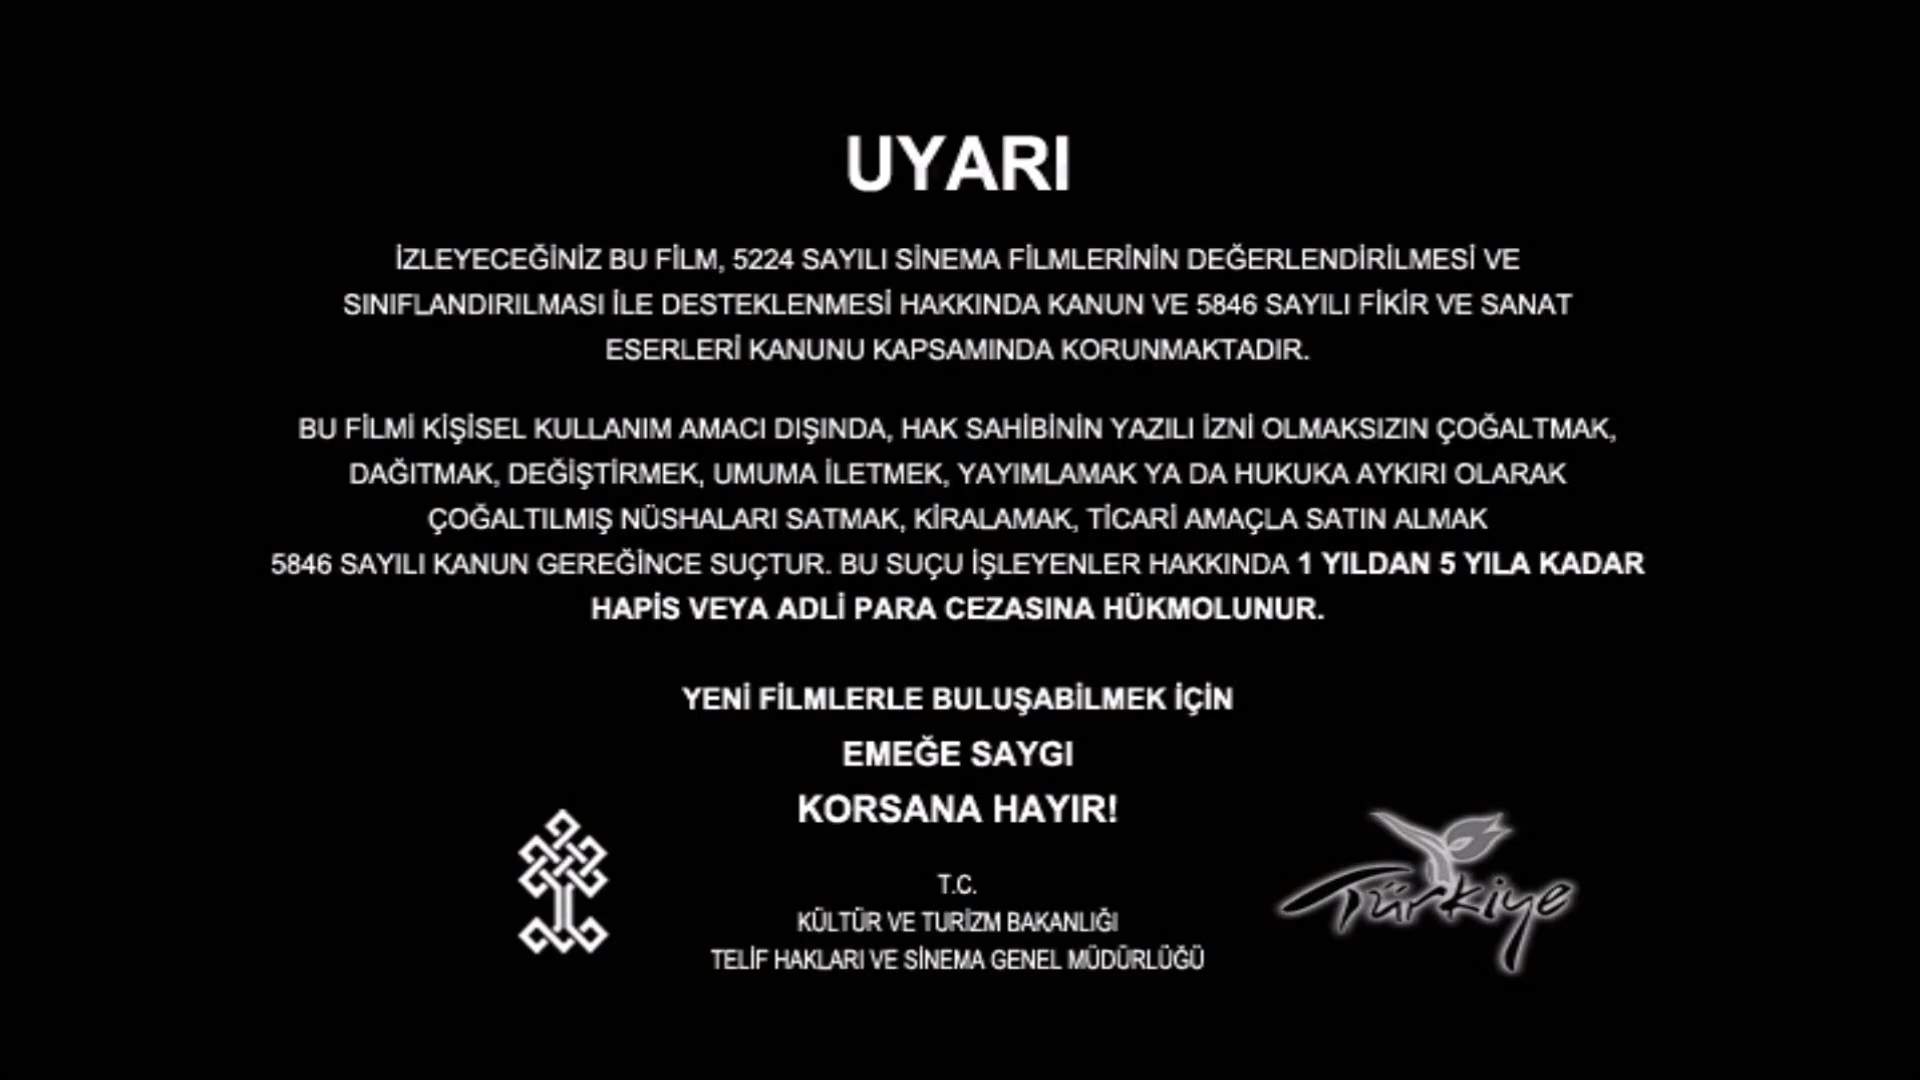 UYARI
İZLEYECEĞİNİZ BU FİLM, 5224 SAYILI SİNEMA FİLMLERİNİN DEĞERLENDİRİLMESİ VE
SINIFLANDIRILMASI İLE DESTEKLENMESİ HAKKINDA KANUN VE 5846 SAYILI FİKİR VE SANAT
ESERLERİ KANUNU KAPSAMINDA KORUNMAKTADIR.
BU FİLMİ KİŞİSEL KULLANIM AMACI DIŞINDA, HAK SAHİBİNİN YAZILI İZNİ OLMAKSIZIN ÇOĞALTMAK,
DAĞITMAK, DEĞİŞTİRMEK, UMUMA İLETMEK, YAYIMLAMAK YA DA HUKUKA AYKIRI OLARAK
ÇOĞALTILMIŞ NÜSHALARI SATMAK, KİRALAMAK, TİCARİ AMAÇLA SATIN ALMAK
5846 SAYILI KANUN GEREĞİNCE SUÇTUR. BU SUÇU İŞLEYENLER HAKKINDA 1 YILDAN 5 YILA KADAR
HAPİS VEYA ADLİ PARA CEZASINA HÜKMOLUNUR.
YENİ FİLMLERLE BULUŞABİLMEK İÇİN
EMEĞE SAYGI
KORSANA HAYIR!
T.C.
KÜLTÜR VE TURİZM BAKANLIĞI
TELİF HAKLARI VE SİNEMA GENEL MÜDÜRLÜĞÜ
Türkiye